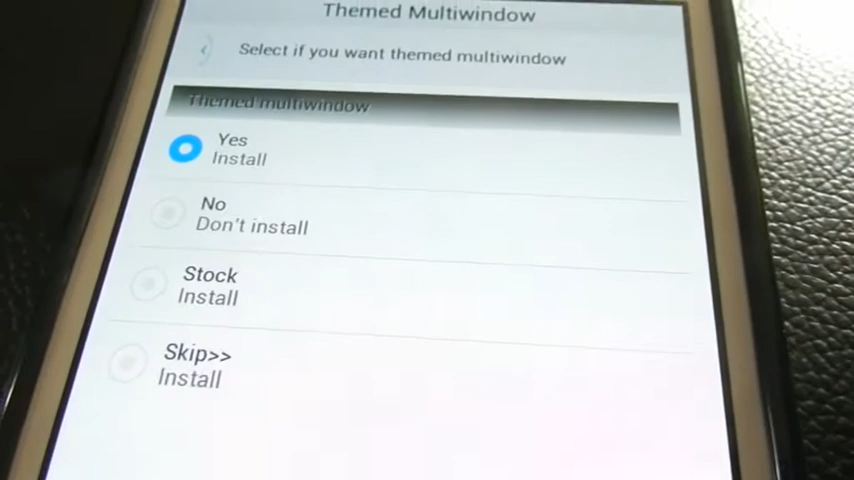 Themed Multiwindow
Select if you want themed multiwindow
Themed multiwindow
Yes
Install
No
Don't install
Stock
Install
Skip>>
Install